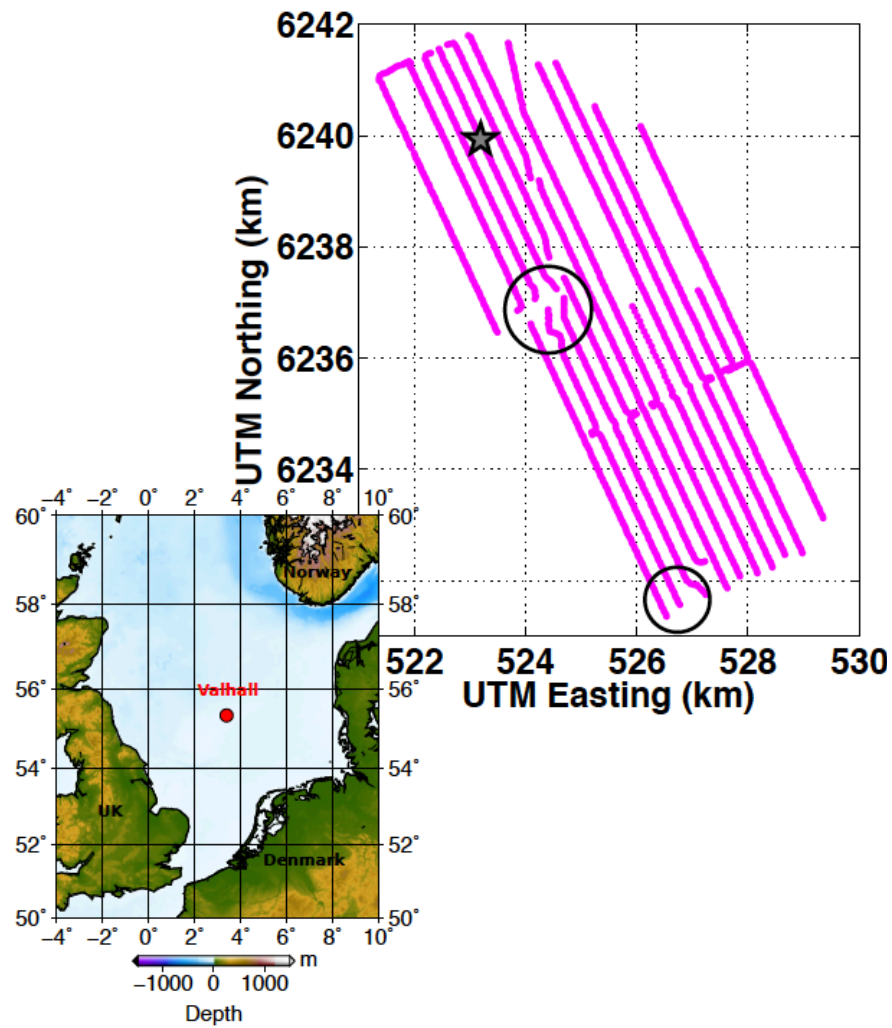 6242
6240
6238
6236
6234
UTM Northing (km)
522 524 526 528 530
UTM Easting (km)
−4˚ −2˚ 0˚ 2˚ 4˚ 6˚ 8˚ 10˚
60˚ 60˚
Norway
58˚ 58˚
56˚ 56˚
Valhall
54˚ 54˚
UK
52˚ 52˚
Denmark
50˚ 50˚
−4˚ −2˚ 0˚ 2˚ 4˚ 6˚ 8˚ 10˚
m
−1000 0 1000
Depth